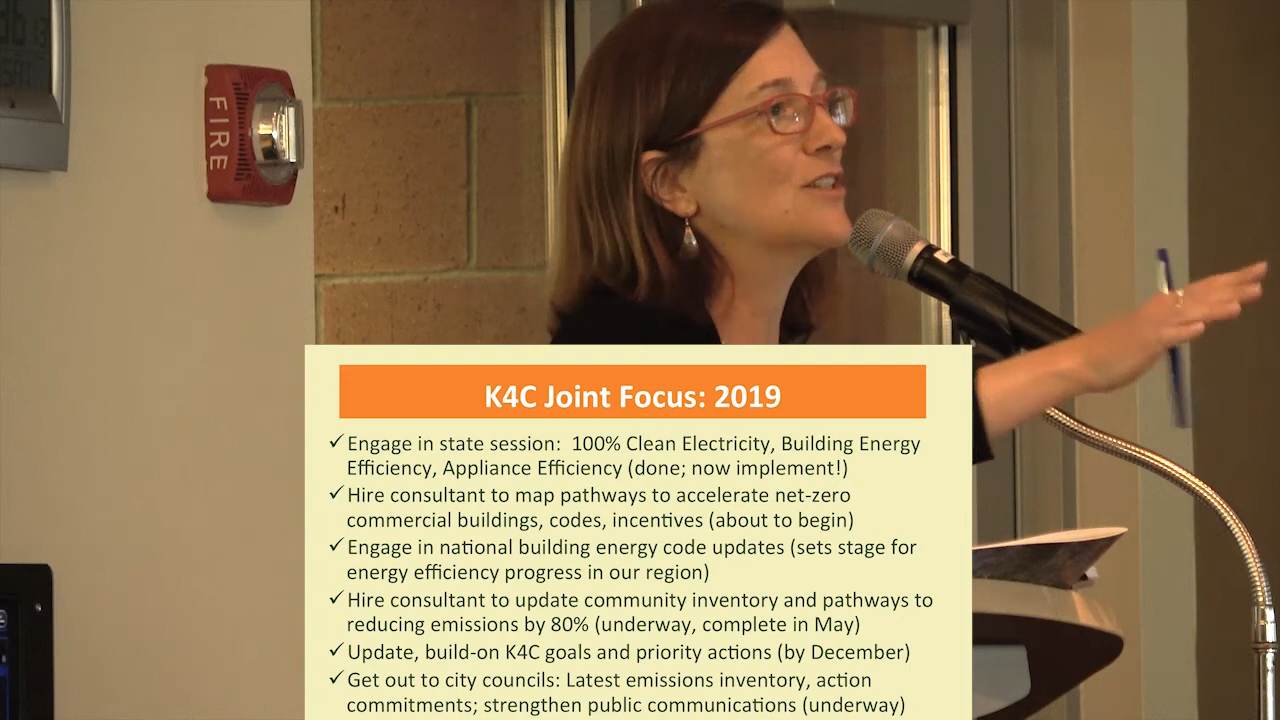 FIRE
K4C Joint Focus: 2019
✓Engage in state session: 100% Clean Electricity, Building Energy
Efficiency, Appliance Efficiency (done; now implement!)
✓Hire consultant to map pathways to accelerate net-zero
commercial buildings, codes, incentives (about to begin)
✓Engage in national building energy code updates (sets stage for
energy efficiency progress in our region)
✓Hire consultant to update community inventory and pathways to
reducing emissions by 80% (underway, complete in May)
✓Update, build-on K4C goals and priority actions (by December)
✓Get out to city councils: Latest emissions inventory, action
commitments; strengthen public communications (underway)